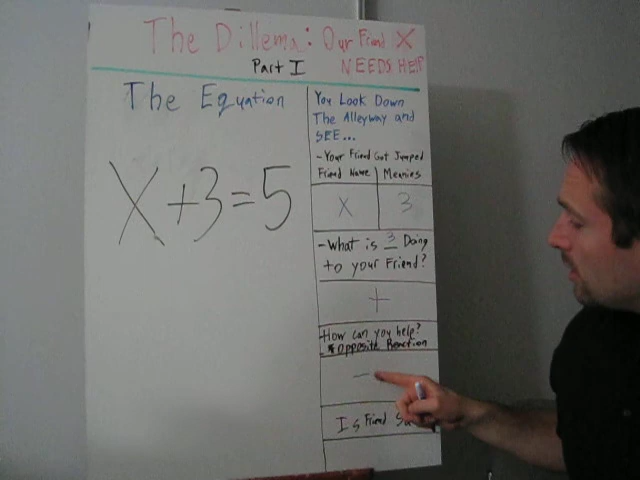 The Dillema: Our Friend X
Part I NEEDS HELP
The Equation
X+3=5
You Look Down
The Alleyway and
SEE...
-Your Friend Got Jumped
Friend Name Meanies
X 3
-What is 3 Doing
to your Friend?
+
-How can you help?
* Opposite Reaction
-
Is Friend